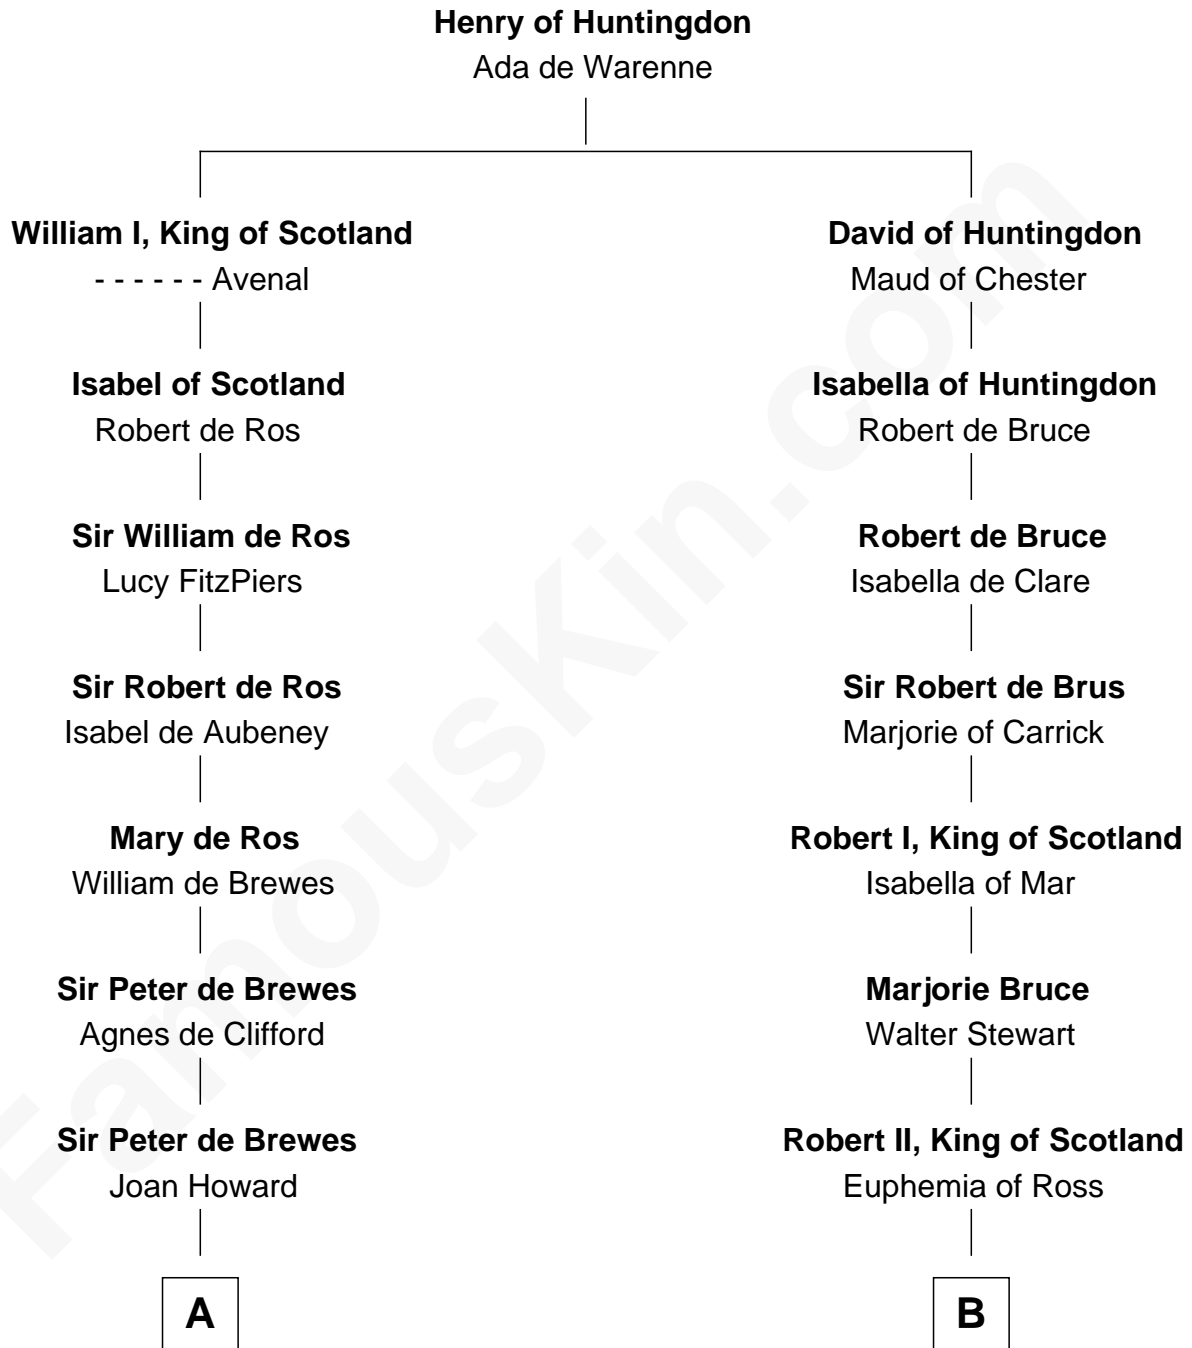 Henry of Huntingdon
Ada de Warenne
William I, King of Scotland
- - - - - - Avenal
David of Huntingdon
Maud of Chester
Isabel of Scotland
Robert de Ros
Isabella of Huntingdon
Robert de Bruce
Sir William de Ros
Lucy FitzPiers
Robert de Bruce
Isabella de Clare
Sir Robert de Ros
Isabel de Aubeney
Sir Robert de Brus
Marjorie of Carrick
Mary de Ros
William de Brewes
Robert I, King of Scotland
Isabella of Mar
Sir Peter de Brewes
Agnes de Clifford
Marjorie Bruce
Walter Stewart
Sir Peter de Brewes
Joan Howard
Robert II, King of Scotland
Euphemia of Ross
A
B
FamousKin.com